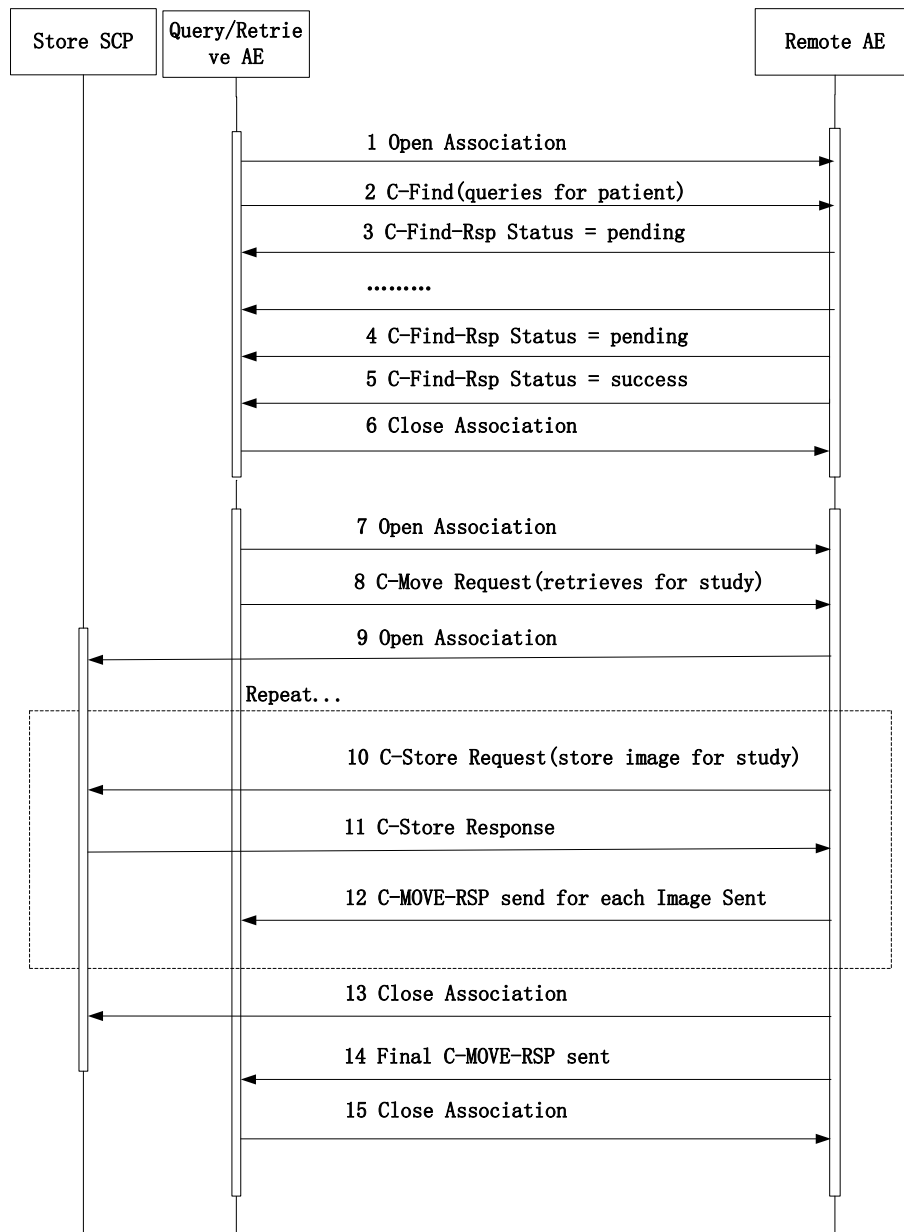 Store SCP
Query/Retrie
ve AE
Remote AE
1 Open Association
2 C-Find(queries for patient)
3 C-Find-Rsp Status = pending
.........
4 C-Find-Rsp Status = pending
5 C-Find-Rsp Status = success
6 Close Association
7 Open Association
8 C-Move Request(retrieves for study)
9 Open Association
Repeat...
10 C-Store Request(store image for study)
11 C-Store Response
12 C-MOVE-RSP send for each Image Sent
13 Close Association
14 Final C-MOVE-RSP sent
15 Close Association